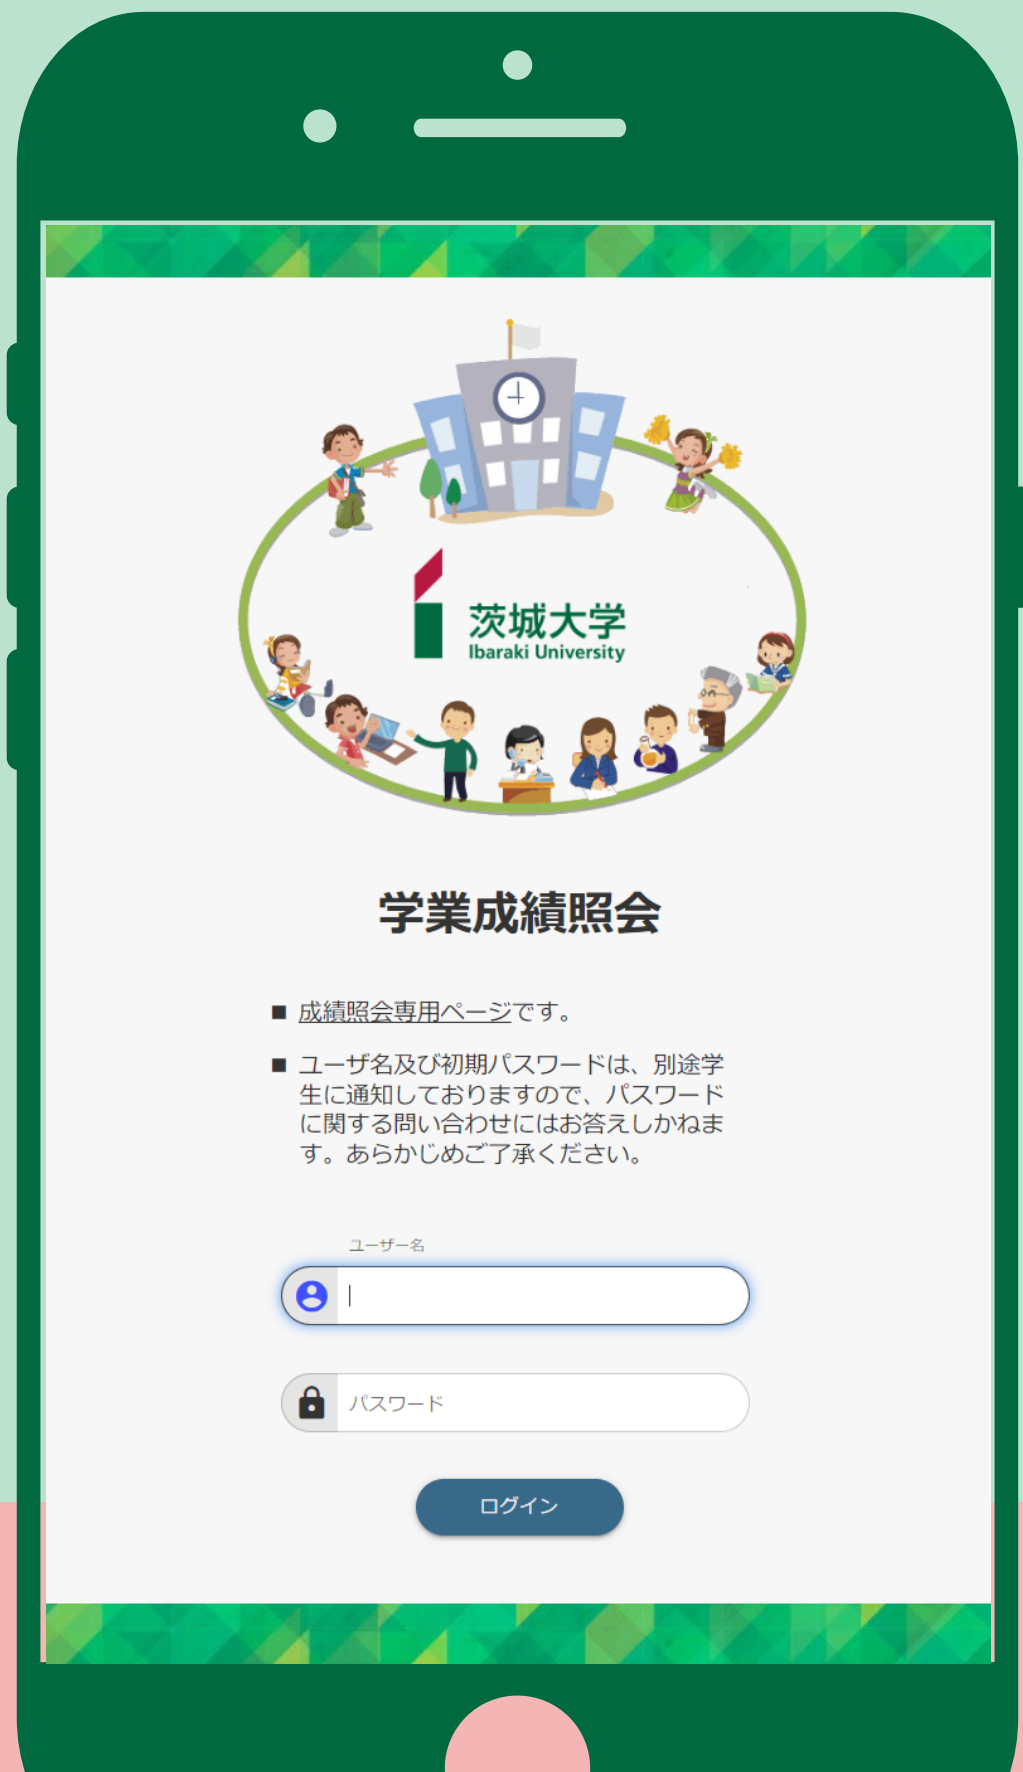 茨城大学
Ibaraki University
学業成績照会
■ 成績照会専用ページです。
■ ユーザ名及び初期パスワードは、別途学
生に通知しておりますので、パスワード
に関する問い合わせにはお答えしかねま
す。あらかじめご了承ください。
ユーザー名
パスワード
ログイン